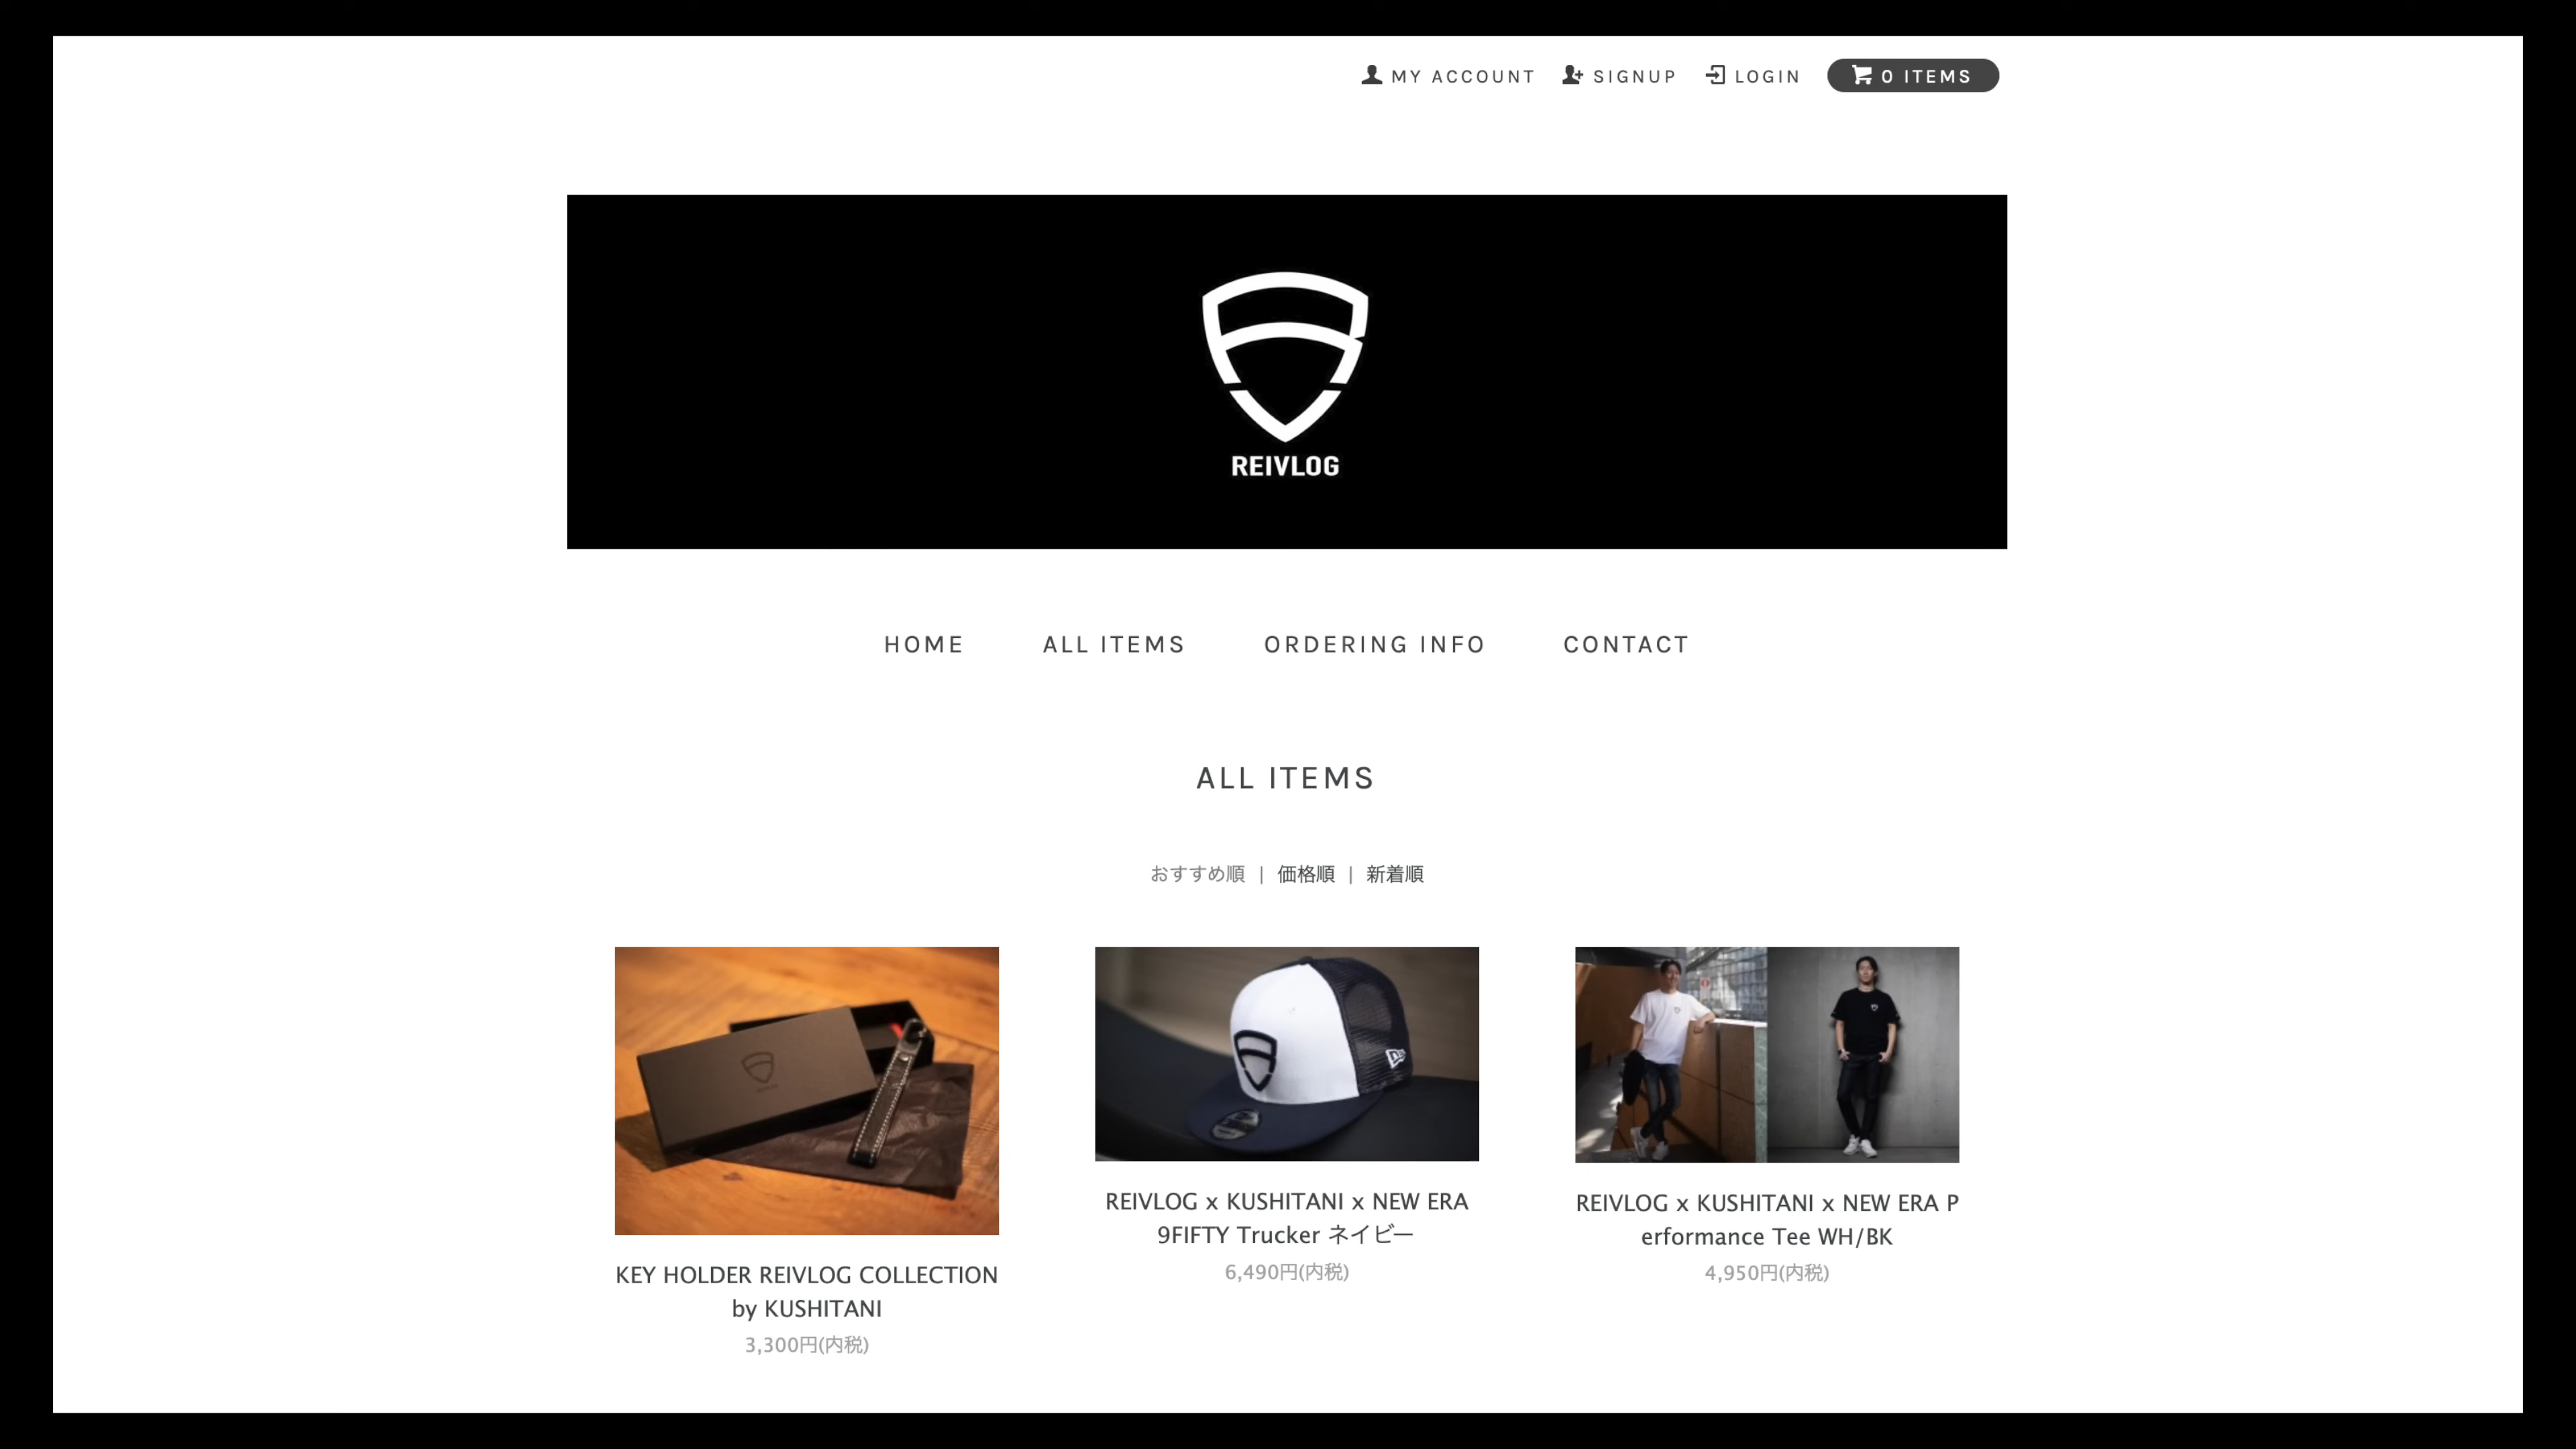 MY ACCOUNT SIGNUP LOGIN 0 ITEMS
REIVLOG
HOME ALL ITEMS ORDERING INFO CONTACT
ALL ITEMS
おすすめ順 | 価格順 | 新着順
KEY HOLDER REIVLOG COLLECTION
by KUSHITANI
3,300円(内税)
REIVLOG x KUSHITANI x NEW ERA
9FIFTY Trucker ネイビー
6,490円(内税)
REIVLOG x KUSHITANI x NEW ERA P
erformance Tee WH/BK
4,950円(内税)